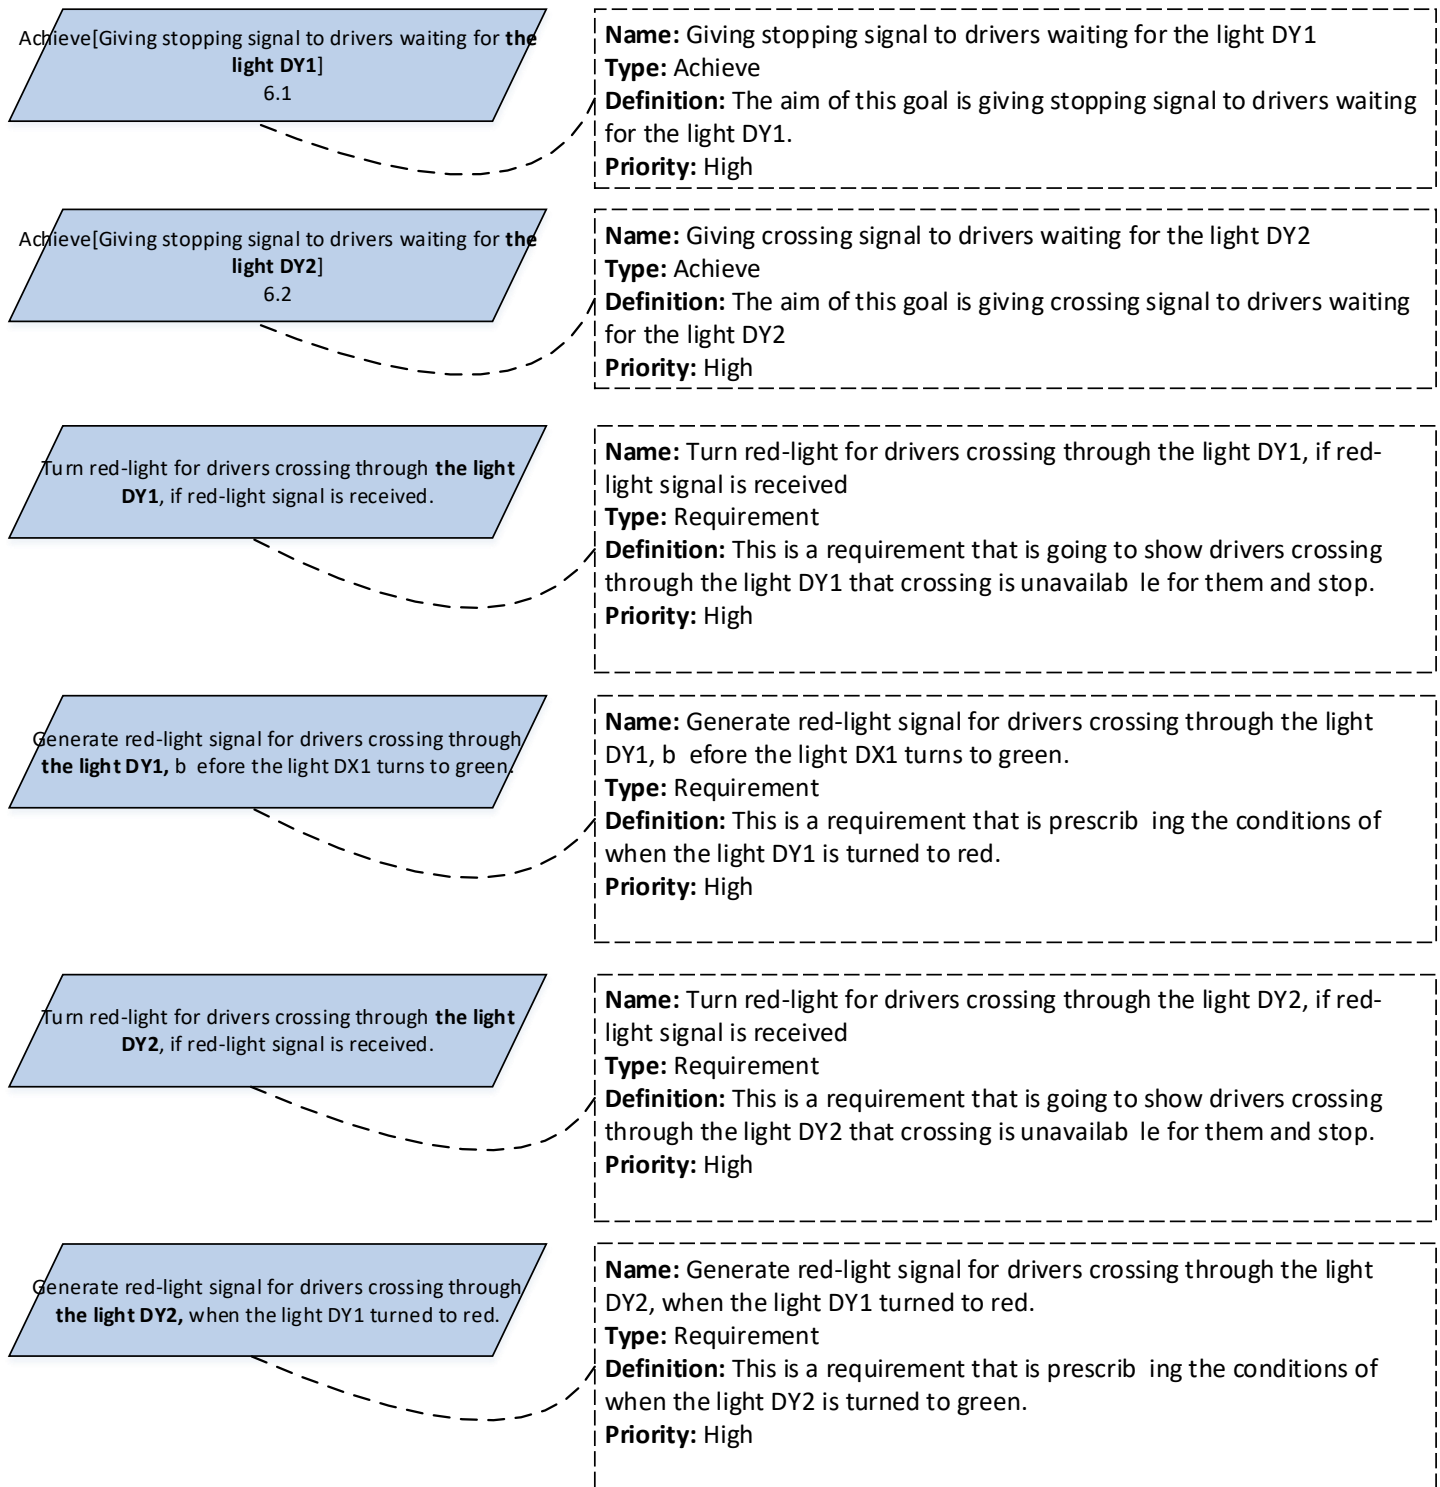 Achieve[Giving stopping signal to drivers waiting for the
light DY1]
6.1
Name: Giving stopping signal to drivers waiting for the light DY1
Type: Achieve
Definition: The aim of this goal is giving stopping signal to drivers waiting
for the light DY1.
Priority: High
Achieve[Giving stopping signal to drivers waiting for the
light DY2]
6.2
Name: Giving crossing signal to drivers waiting for the light DY2
Type: Achieve
Definition: The aim of this goal is giving crossing signal to drivers waiting
for the light DY2
Priority: High
Turn red-light for drivers crossing through the light
DY1, if red-light signal is received.
Name: Turn red-light for drivers crossing through the light DY1, if red-
light signal is received
Type: Requirement
Definition: This is a requirement that is going to show drivers crossing
through the light DY1 that crossing is unavailab le for them and stop.
Priority: High
Generate red-light signal for drivers crossing through
the light DY1, b efore the light DX1 turns to green.
Name: Generate red-light signal for drivers crossing through the light
DY1, b efore the light DX1 turns to green.
Type: Requirement
Definition: This is a requirement that is prescrib ing the conditions of
when the light DY1 is turned to red.
Priority: High
Turn red-light for drivers crossing through the light
DY2, if red-light signal is received.
Name: Turn red-light for drivers crossing through the light DY2, if red-
light signal is received
Type: Requirement
Definition: This is a requirement that is going to show drivers crossing
through the light DY2 that crossing is unavailab le for them and stop.
Priority: High
Generate red-light signal for drivers crossing through
the light DY2, when the light DY1 turned to red.
Name: Generate red-light signal for drivers crossing through the light
DY2, when the light DY1 turned to red.
Type: Requirement
Definition: This is a requirement that is prescrib ing the conditions of
when the light DY2 is turned to green.
Priority: High